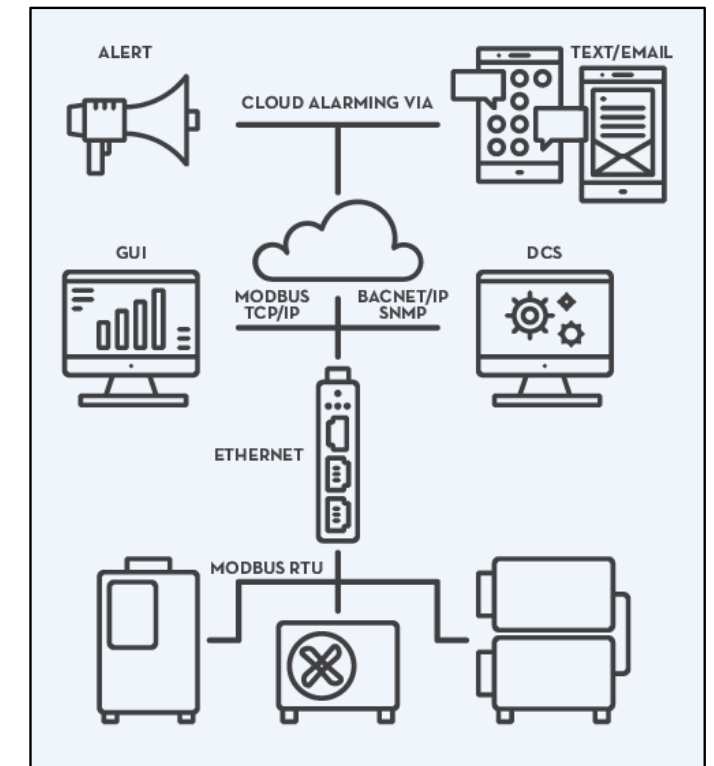 ALERT
TEXT/EMAIL
CLOUD ALARMING VIA
GUI
DCS
MODBUS
TCP/IP
BACNET/IP
SNMP
ETHERNET
MODBUS RTU